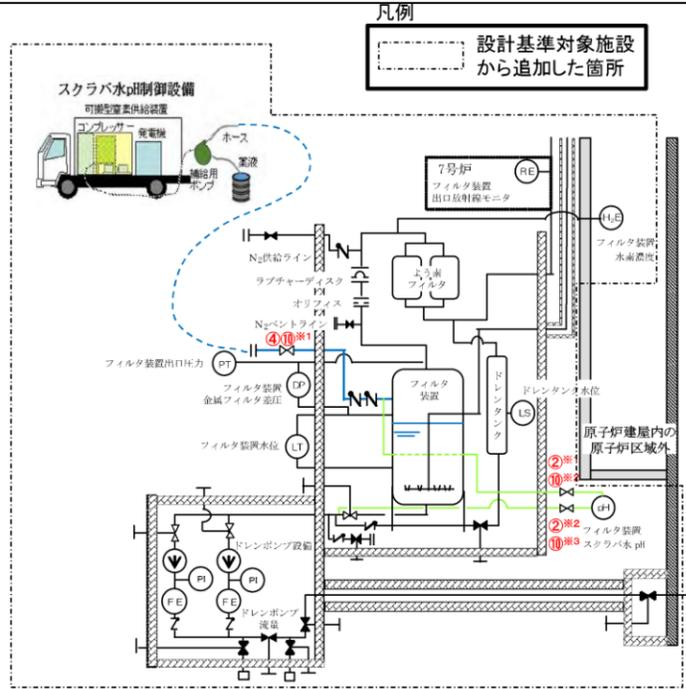 凡例
設計基準対象施設
から追加した箇所
スクラバ水pH制御設備
可搬型窒素供給装置
コンプレッサー
発電機
ホース
補給用
ポンプ
薬液
7号炉
フィルタ装置
出口放射線モニタ
RE
H₂E
フィルタ装置
水素濃度
N₂供給ライン
ラプチャーディスク
オリフィス
N₂ベントライン
よう素
フィルタ
④⑩※1
フィルタ装置出口圧力
PT
DP
フィルタ装置
金属フィルタ差圧
フィルタ装置水位
LT
フィルタ
装置
ドレンタンク
ドレンタンク水位
LS
原子炉建屋内の
原子炉区域外
②※1
⑩※2
②※2
⑩※3
pH
フィルタ装置
スクラバ水 pH
ドレンポンプ設備
PI
PI
FE
FE
ドレンポンプ
流量